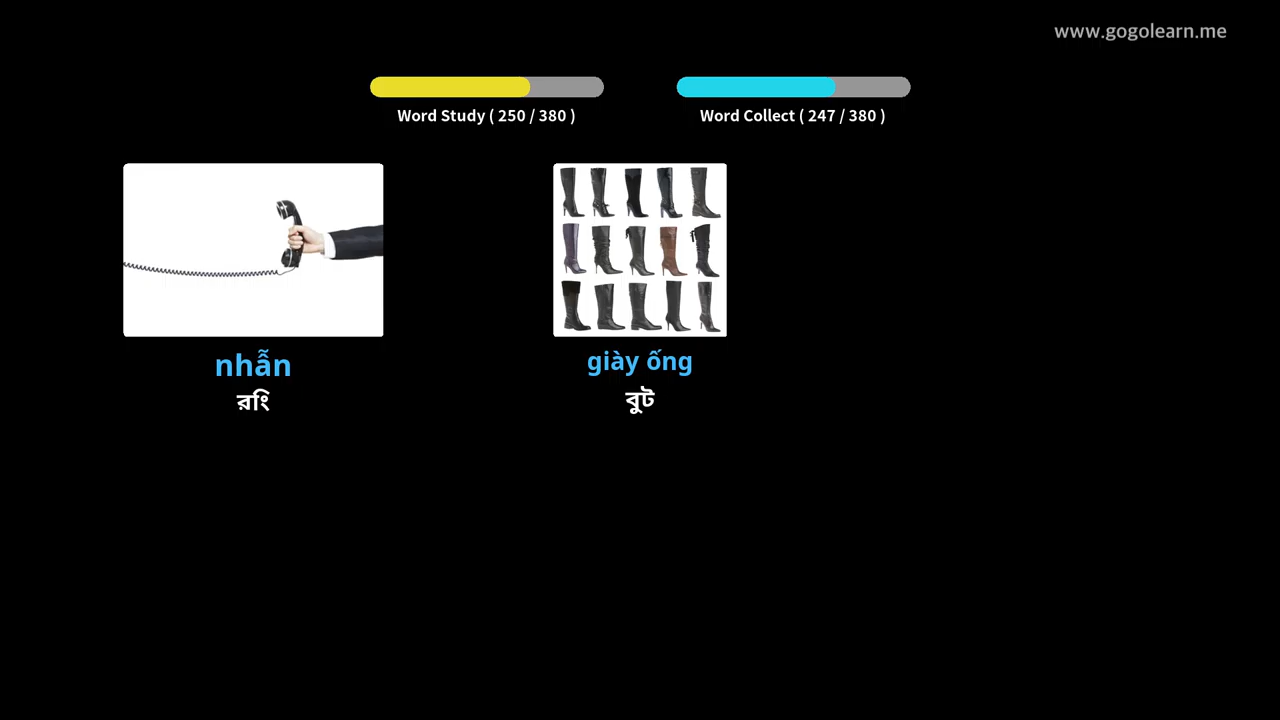 www.gogolearn.me
Word Study ( 250 / 380 )
Word Collect ( 247 / 380 )
nhẫn
রিং
giày ống
বুট